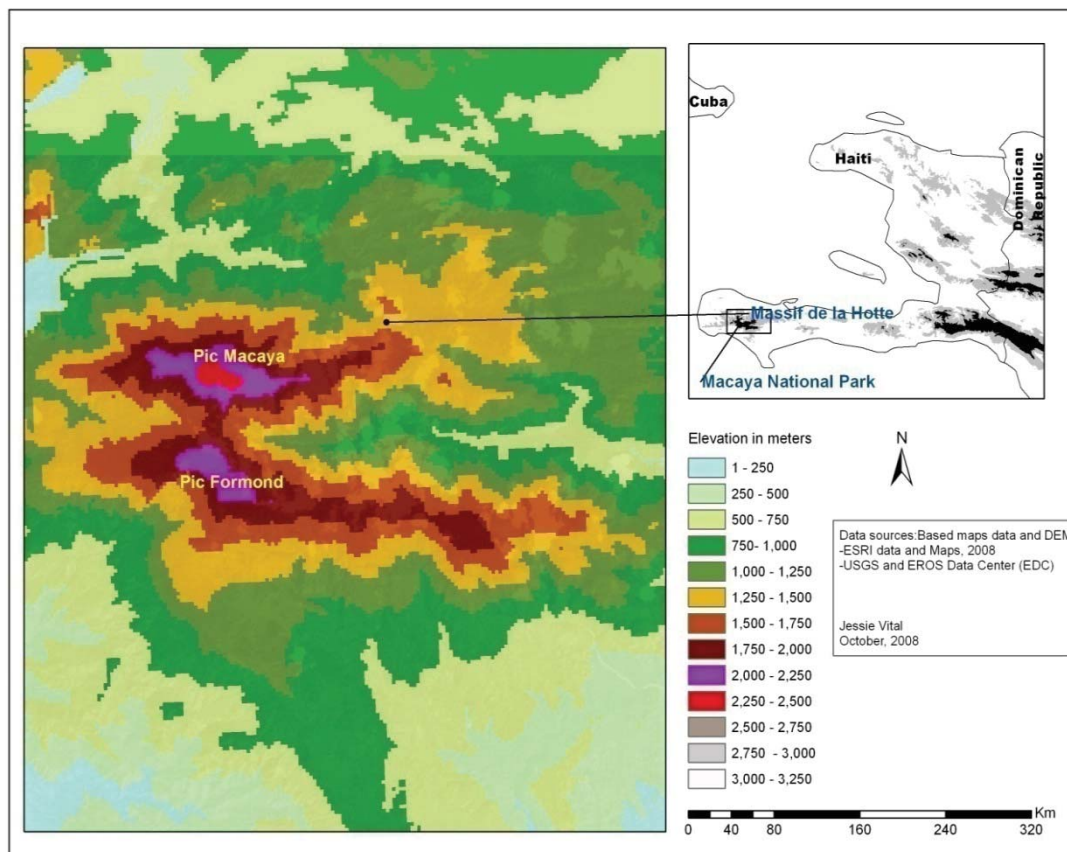 Pic Macaya
Pic Formond
Cuba
Haiti
Dominican
Republic
Massif de la Hotte
Macaya National Park
Elevation in meters
1 - 250
250 - 500
500 - 750
750- 1,000
1,000 - 1,250
1,250 - 1,500
1,500 - 1,750
1,750 - 2,000
2,000 - 2,250
2,250 - 2,500
2,500 - 2,750
2,750 - 3,000
3,000 - 3,250
N
Data sources:Based maps data and DEM
-ESRI data and Maps, 2008
-USGS and EROS Data Center (EDC)
Jessie Vital
October, 2008
Km
0 40 80 160 240 320